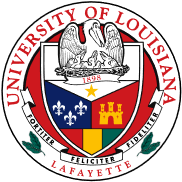 UNIVERSITY OF LOUISIANA
1898
FORTITER
FELICITER
FIDELITER
LAFAYETTE